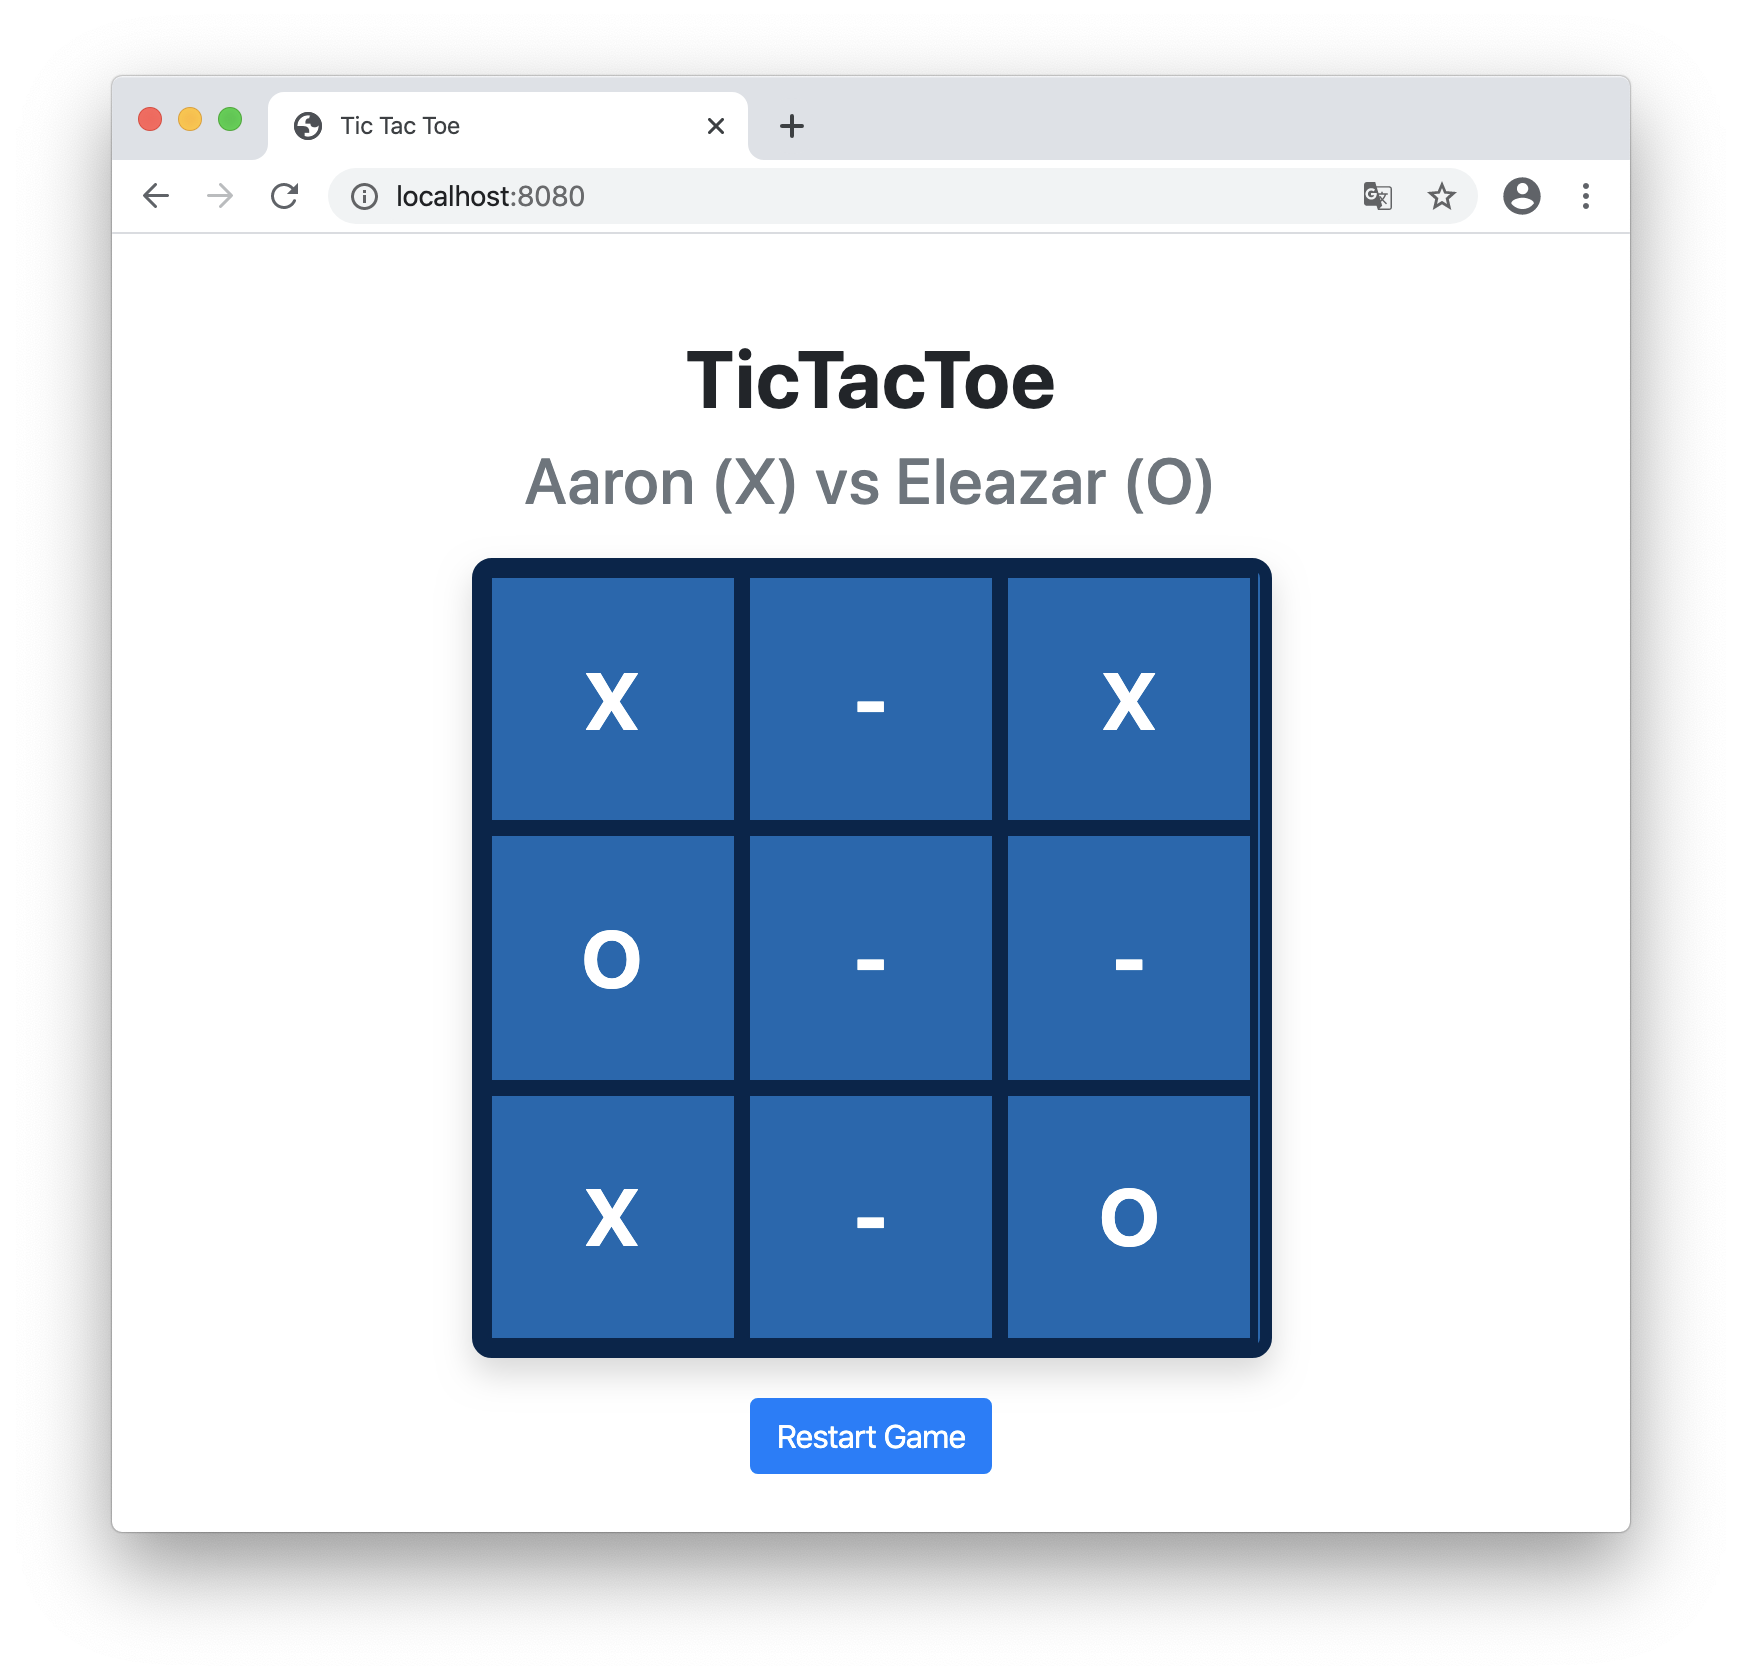 Tic Tac Toe
localhost:8080
TicTacToe
Aaron (X) vs Eleazar (O)
X - X
O - -
X - O
Restart Game